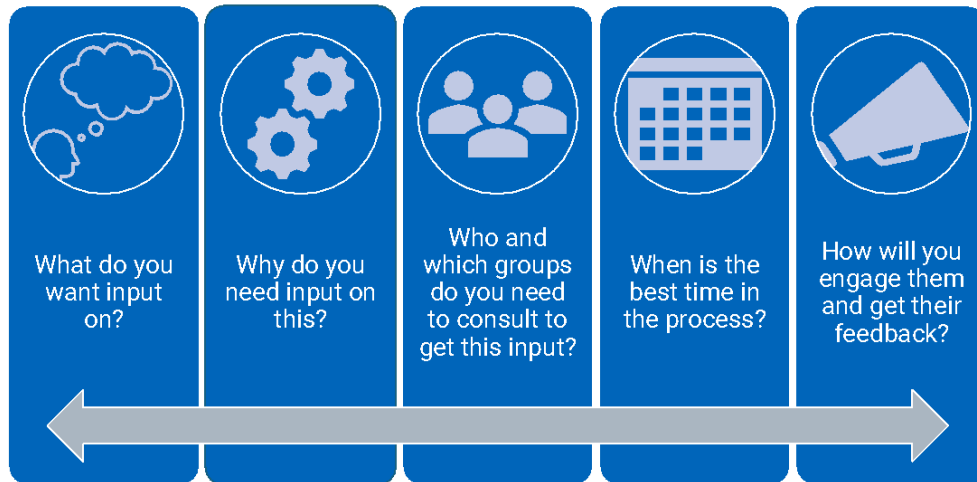 What do you
want input
on?
Why do you
need input on
this?
Who and
which groups
do you need
to consult to
get this input?
When is the
best time in
the process?
How will you
engage them
and get their
feedback?